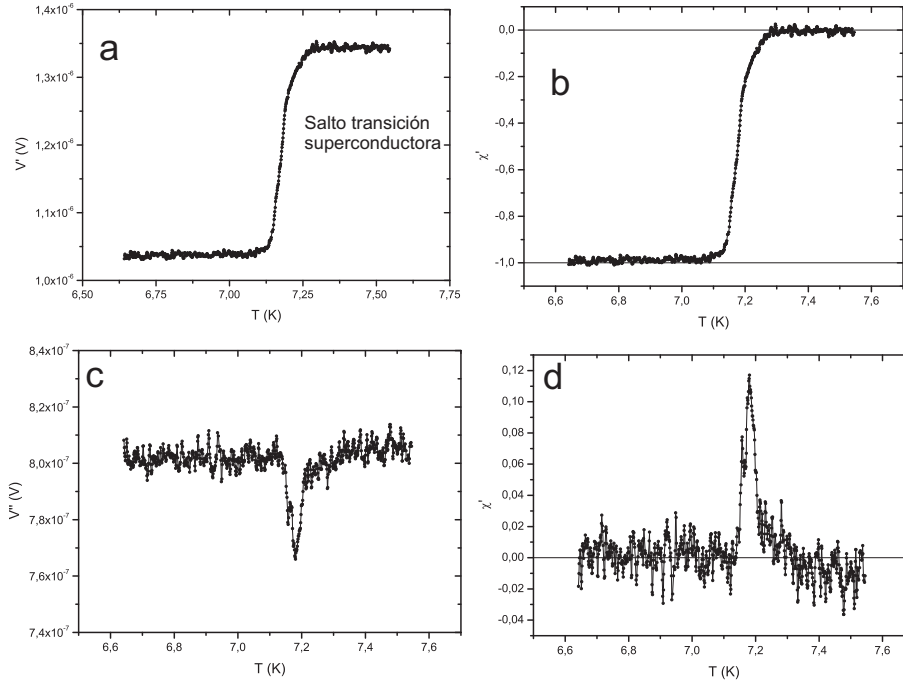 a
1,4x10⁻⁶
1,3x10⁻⁶
1,2x10⁻⁶
1,1x10⁻⁶
1,0x10⁻⁶
V' (V)
Salto transición
superconductora
6,50 6,75 7,00 7,25 7,50 7,75
T (K)
b
0,0
-0,2
-0,4
-0,6
-0,8
-1,0
χ'
6,6 6,8 7,0 7,2 7,4 7,6
T (K)
c
8,4x10⁻⁷
8,2x10⁻⁷
8,0x10⁻⁷
7,8x10⁻⁷
7,6x10⁻⁷
7,4x10⁻⁷
V'' (V)
6,6 6,8 7,0 7,2 7,4 7,6
T (K)
d
0,12
0,10
0,08
0,06
0,04
0,02
0,00
-0,02
-0,04
χ'
6,6 6,8 7,0 7,2 7,4 7,6
T (K)